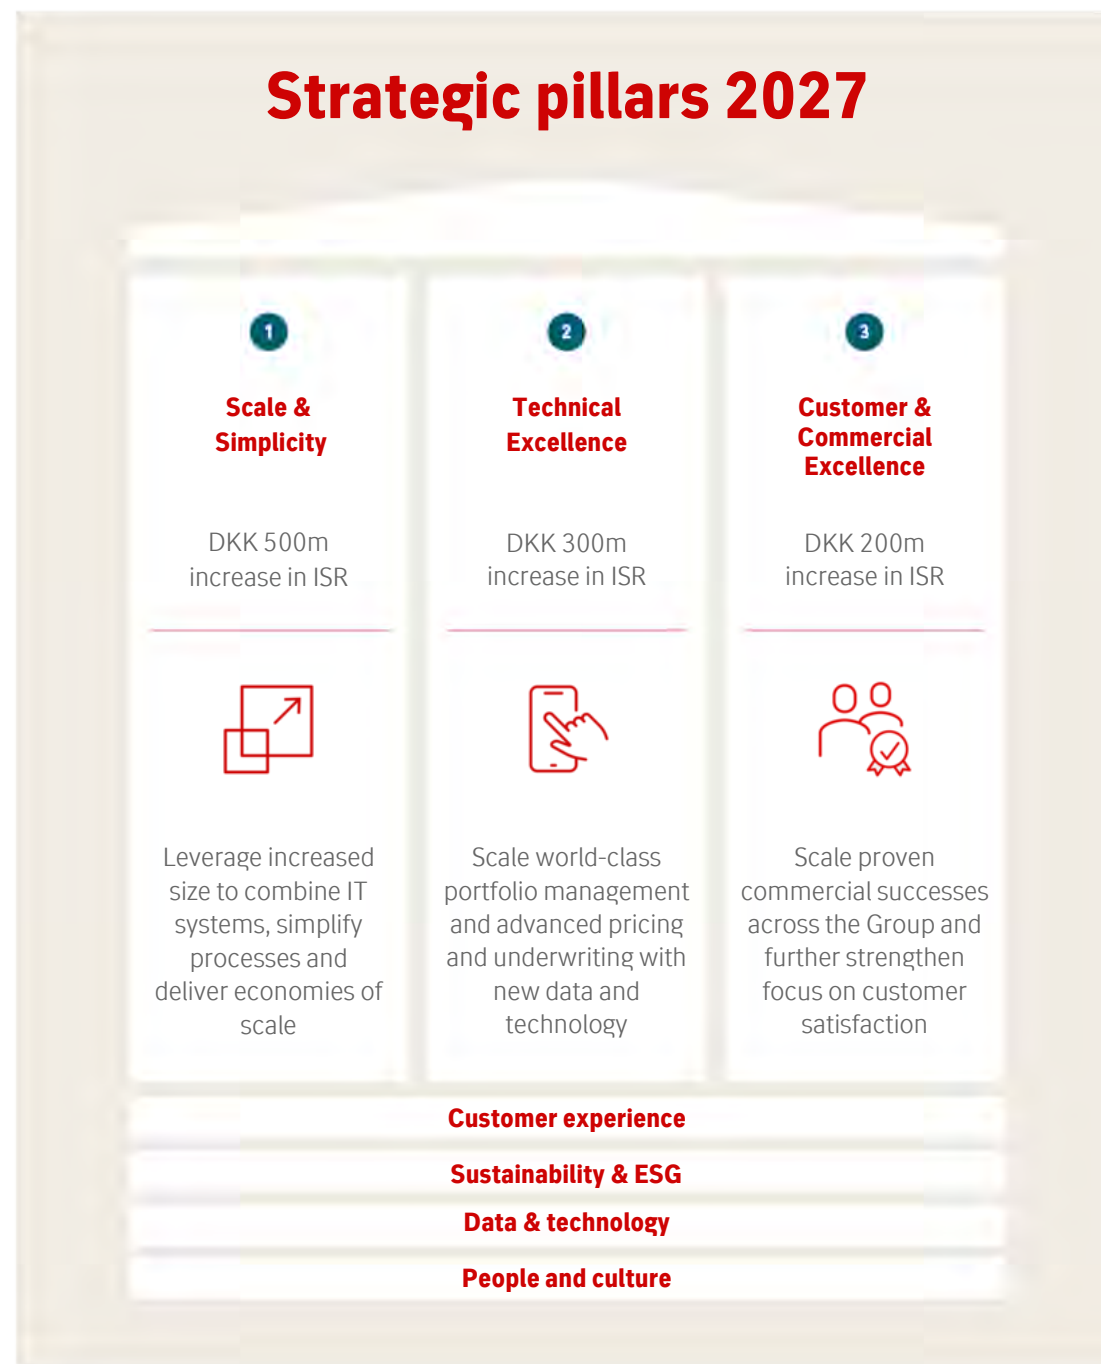 Strategic pillars 2027
1
Scale &
Simplicity
DKK 500m
increase in ISR
Leverage increased
size to combine IT
systems, simplify
processes and
deliver economies of
scale
2
Technical
Excellence
DKK 300m
increase in ISR
Scale world-class
portfolio management
and advanced pricing
and underwriting with
new data and
technology
3
Customer &
Commercial
Excellence
DKK 200m
increase in ISR
Scale proven
commercial successes
across the Group and
further strengthen
focus on customer
satisfaction
Customer experience
Sustainability & ESG
Data & technology
People and culture